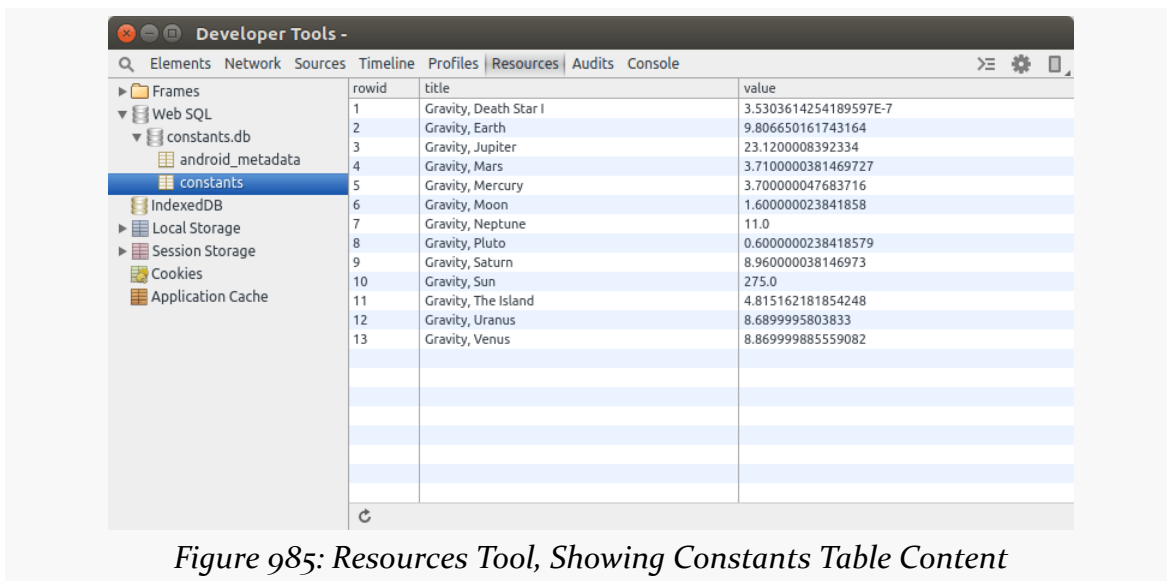 Developer Tools -
Elements Network Sources Timeline Profiles Resources Audits Console
Frames
Web SQL
constants.db
android_metadata
constants
IndexedDB
Local Storage
Session Storage
Cookies
Application Cache
rowid title value
1 Gravity, Death Star I 3.5303614254189597E-7
2 Gravity, Earth 9.806650161743164
3 Gravity, Jupiter 23.1200008392334
4 Gravity, Mars 3.7100000381469727
5 Gravity, Mercury 3.700000047683716
6 Gravity, Moon 1.600000023841858
7 Gravity, Neptune 11.0
8 Gravity, Pluto 0.6000000238418579
9 Gravity, Saturn 8.960000038146973
10 Gravity, Sun 275.0
11 Gravity, The Island 4.815162181854248
12 Gravity, Uranus 8.6899995803833
13 Gravity, Venus 8.869999885559082
Figure 985: Resources Tool, Showing Constants Table Content